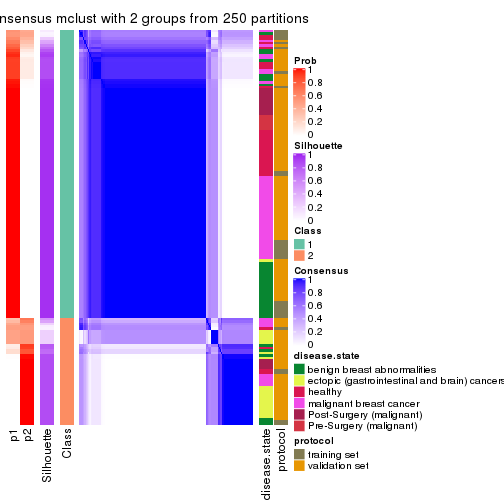 nsensus mclust with 2 groups from 250 partitions
Prob
1
0.8
0.6
0.4
0.2
0
Silhouette
1
0.8
0.6
0.4
0.2
0
Class
1
2
Consensus
1
0.8
0.6
0.4
0.2
0
disease.state
benign breast abnormalities
ectopic (gastrointestinal and brain) cancers
healthy
malignant breast cancer
Post-Surgery (malignant)
Pre-Surgery (malignant)
protocol
training set
validation set
p1
p2
Silhouette
Class
disease.state
protocol